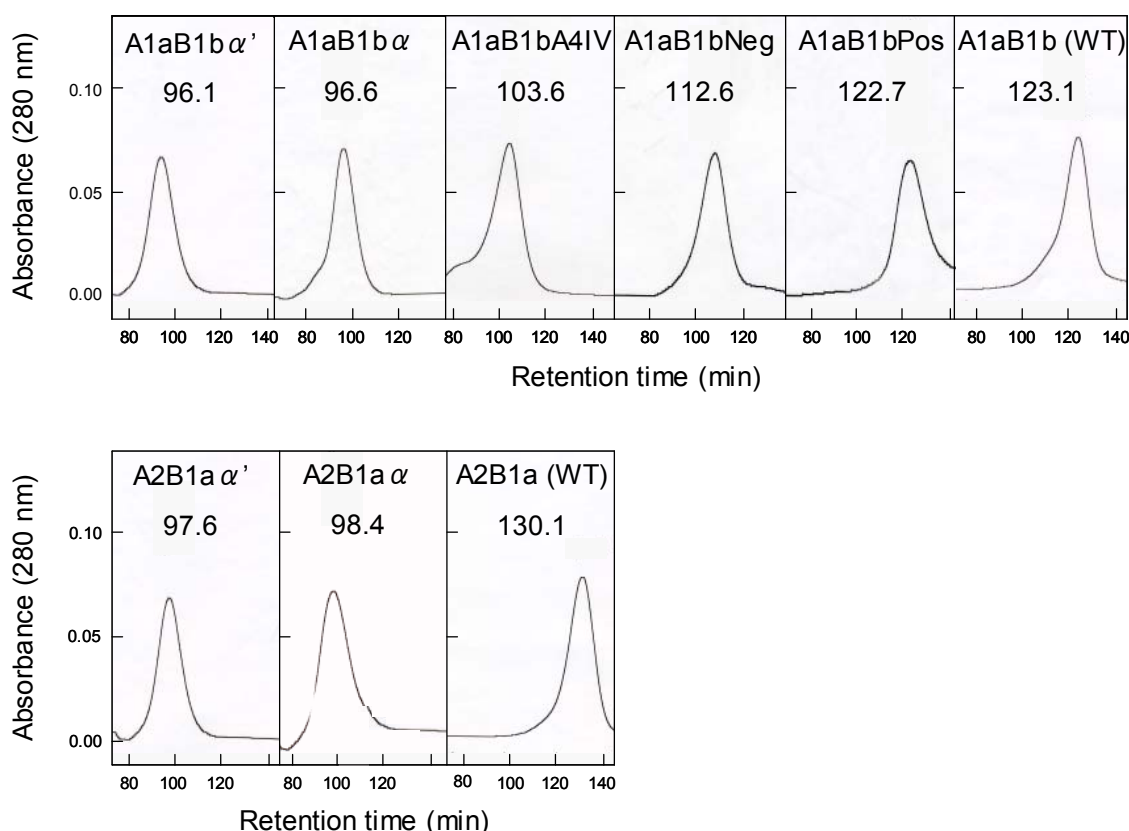 A1aB1bα’ A1aB1bα A1aB1bA4IV A1aB1bNeg A1aB1bPos A1aB1b (WT)
96.1 96.6 103.6 112.6 122.7 123.1
Absorbance (280 nm)
0.10
0.05
0.00
80 100 120 140 80 100 120 80 100 120 140 80 100 120 80 100 120 80 100 120 140
Retention time (min)
A2B1aα’ A2B1aα A2B1a (WT)
97.6 98.4 130.1
Absorbance (280 nm)
0.10
0.05
0.00
80 100 120 80 100 120 80 100 120 140
Retention time (min)